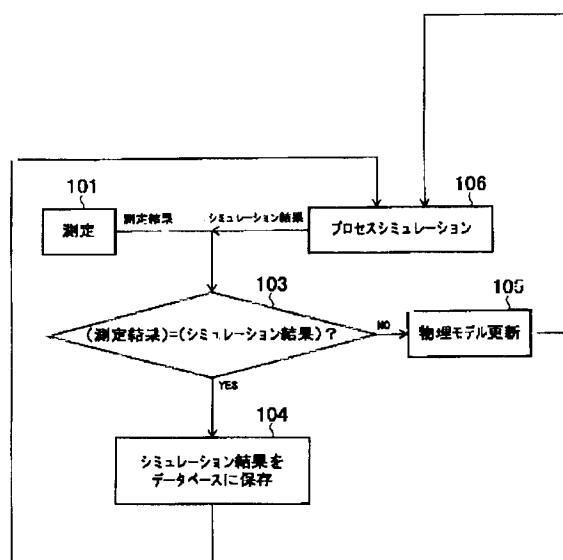 101
測定
測定結果
シミュレーション結果
106
プロセスシミュレーション
103
(測定結果)=(シミュレーション結果)?
NO
105
物理モデル更新
YES
104
シミュレーション結果を
データベースに保存